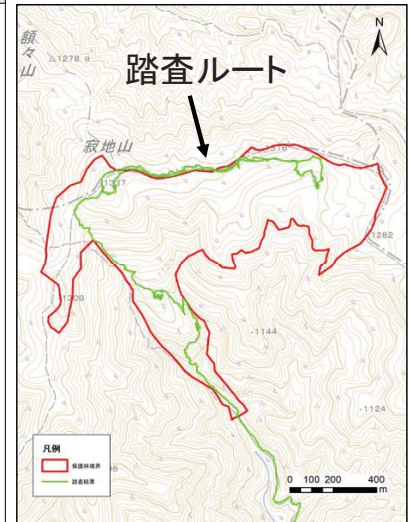 N
額々山
△1278.9
踏査ルート
寂地山
1337
1316
1282
1309
1144
1124
凡例
保護林境界
踏査結果
0 100 200 400
m